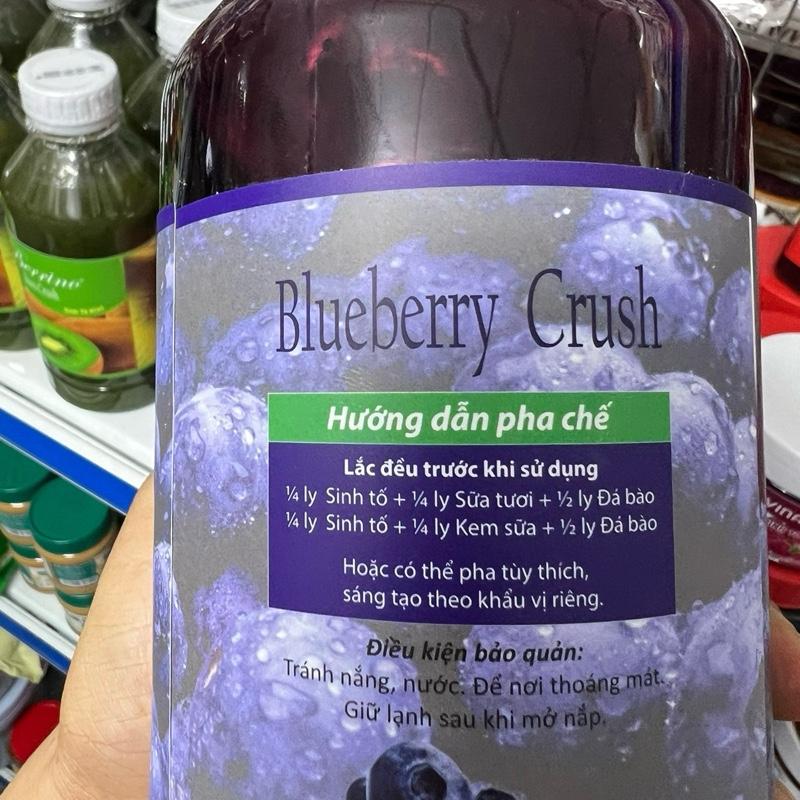 Blueberry Crush
Hướng dẫn pha chế
Lắc đều trước khi sử dụng
¼ ly Sinh tố + ¼ ly Sữa tươi + ½ ly Đá bào
¼ ly Sinh tố + ¼ ly Kem sữa + ½ ly Đá bào
Hoặc có thể pha tùy thích,
sáng tạo theo khẩu vị riêng.
Điều kiện bảo quản:
Tránh nắng, nước. Để nơi thoáng mát.
Giữ lạnh sau khi mở nắp.